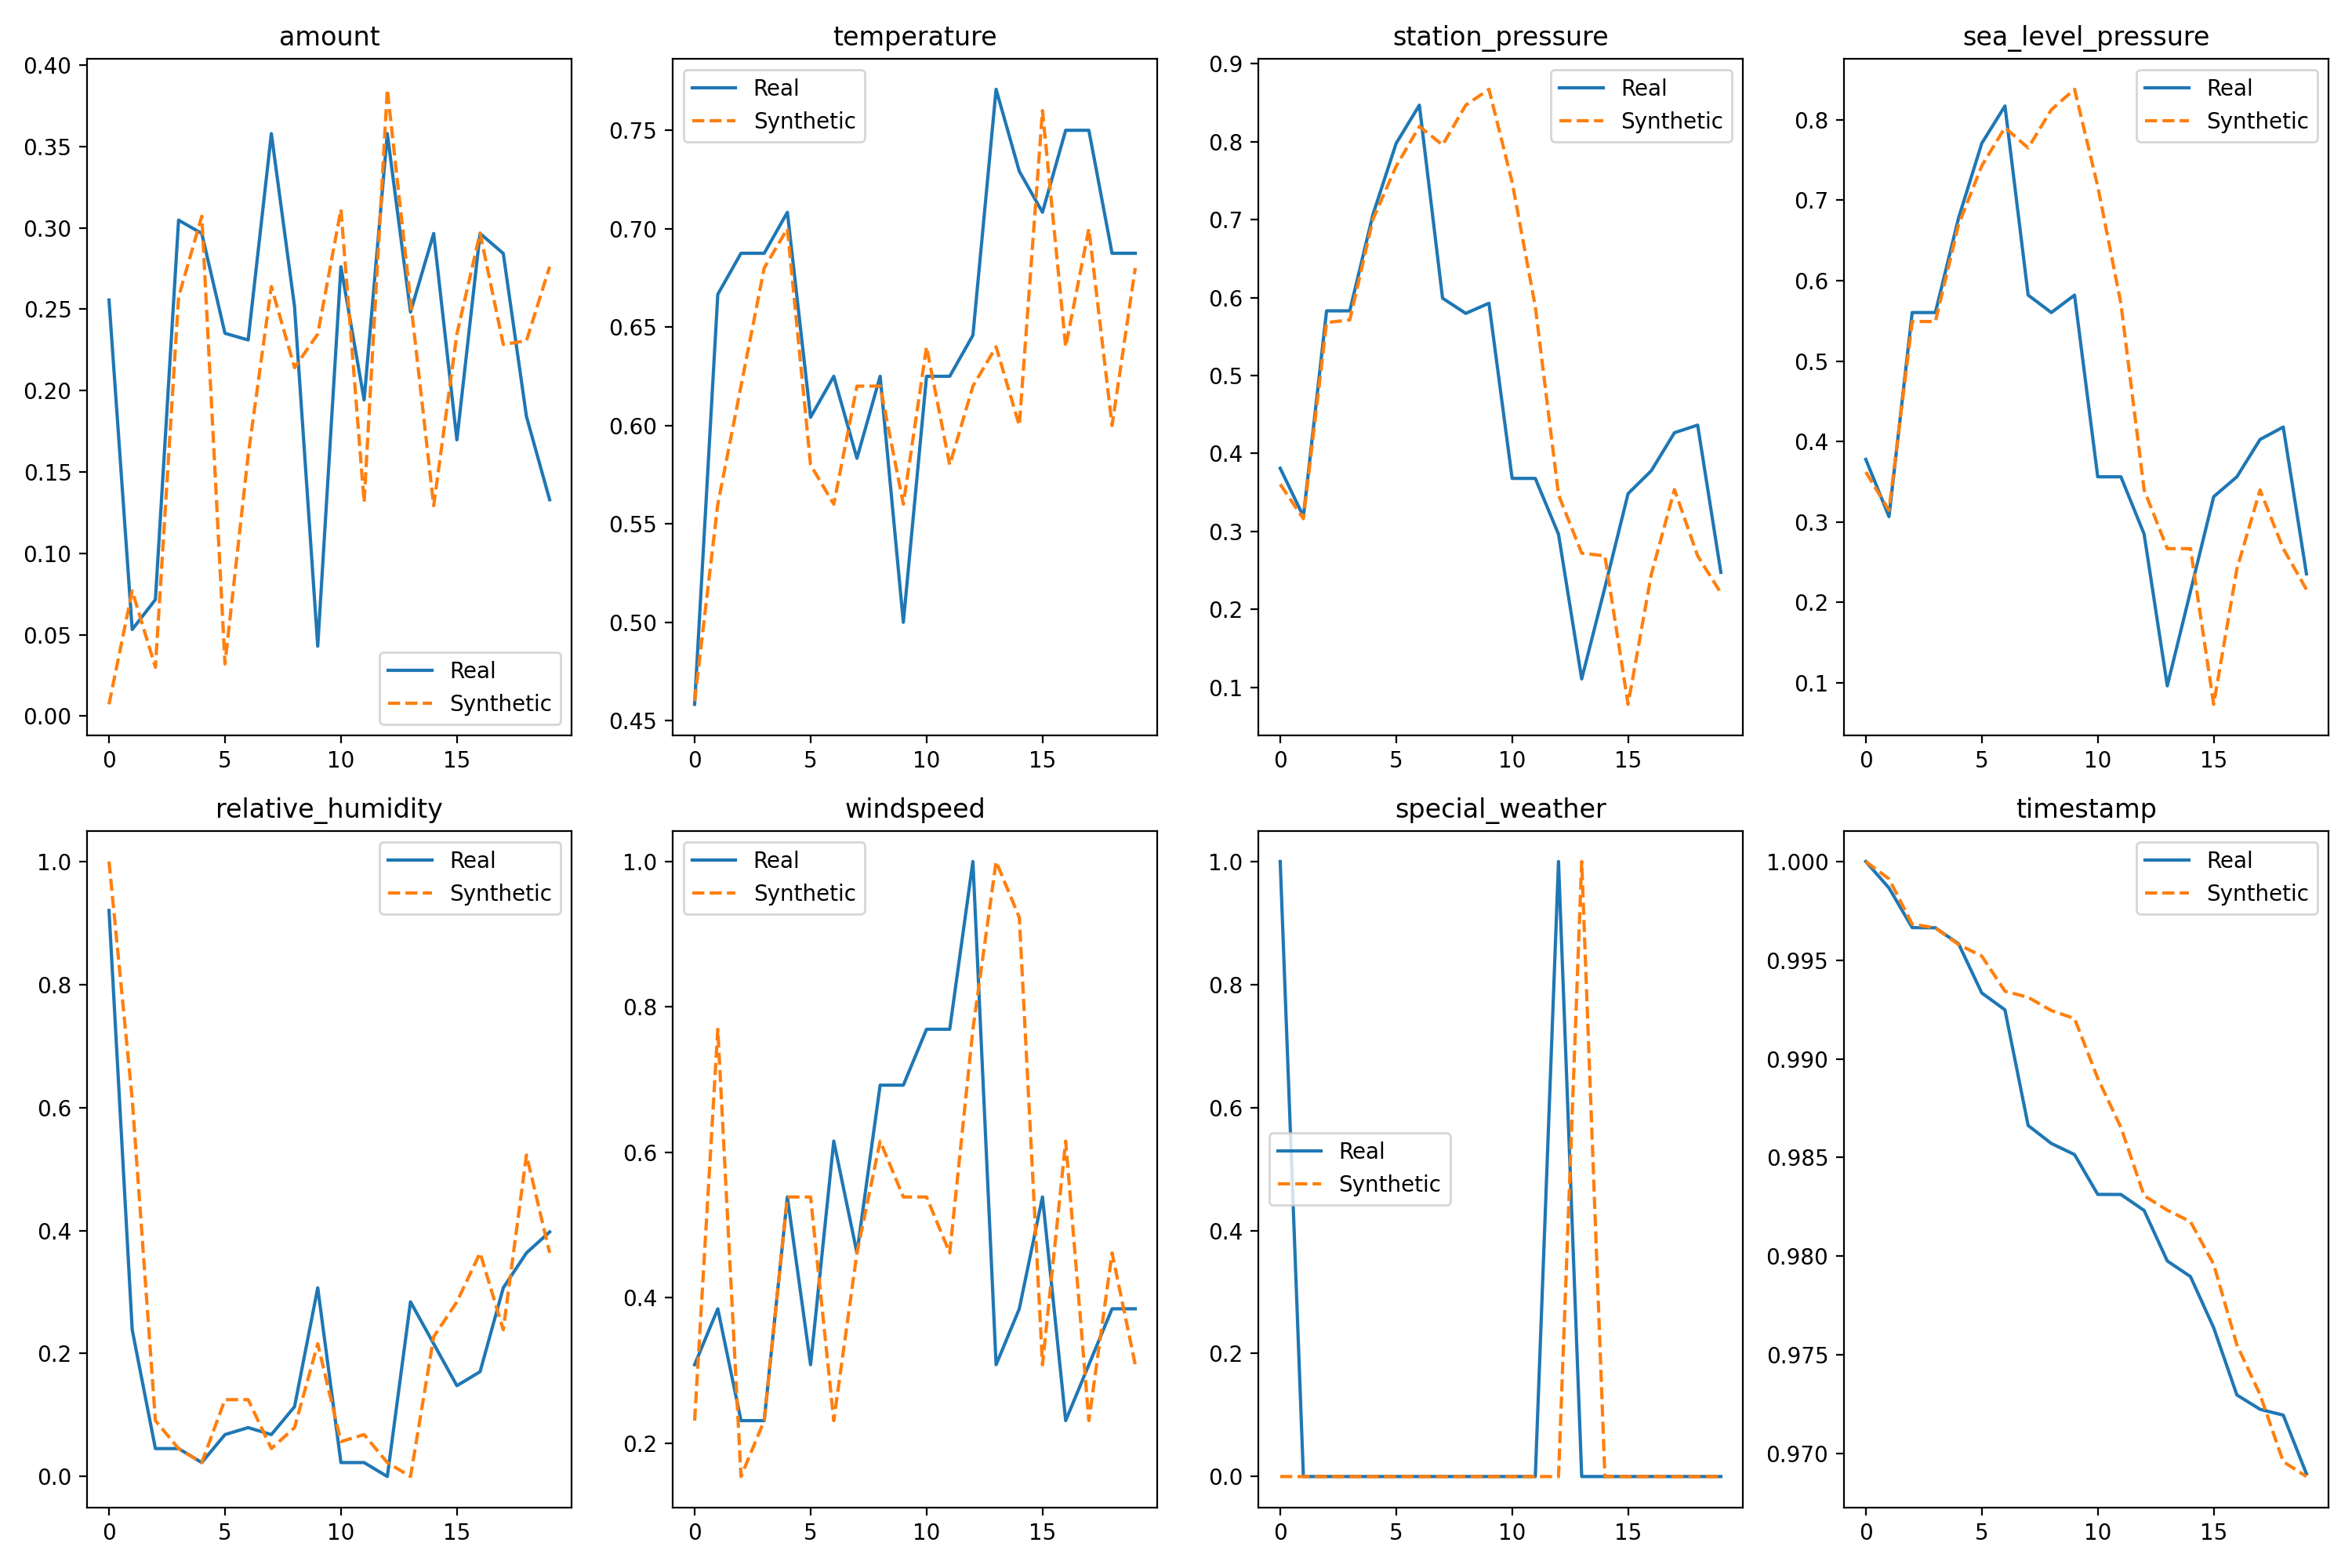 amount
0.40
0.35
0.30
0.25
0.20
0.15
0.10
0.05
0.00
Real
Synthetic
0 5 10 15
temperature
Real
Synthetic
0.75
0.70
0.65
0.60
0.55
0.50
0.45
0 5 10 15
station_pressure
0.9
0.8
0.7
0.6
0.5
0.4
0.3
0.2
0.1
Real
Synthetic
0 5 10 15
sea_level_pressure
Real
Synthetic
0.8
0.7
0.6
0.5
0.4
0.3
0.2
0.1
0 5 10 15
relative_humidity
Real
Synthetic
1.0
0.8
0.6
0.4
0.2
0.0
0 5 10 15
windspeed
Real
Synthetic
1.0
0.8
0.6
0.4
0.2
0 5 10 15
special_weather
1.0
0.8
0.6
0.4
0.2
0.0
Real
Synthetic
0 5 10 15
timestamp
Real
Synthetic
1.000
0.995
0.990
0.985
0.980
0.975
0.970
0 5 10 15